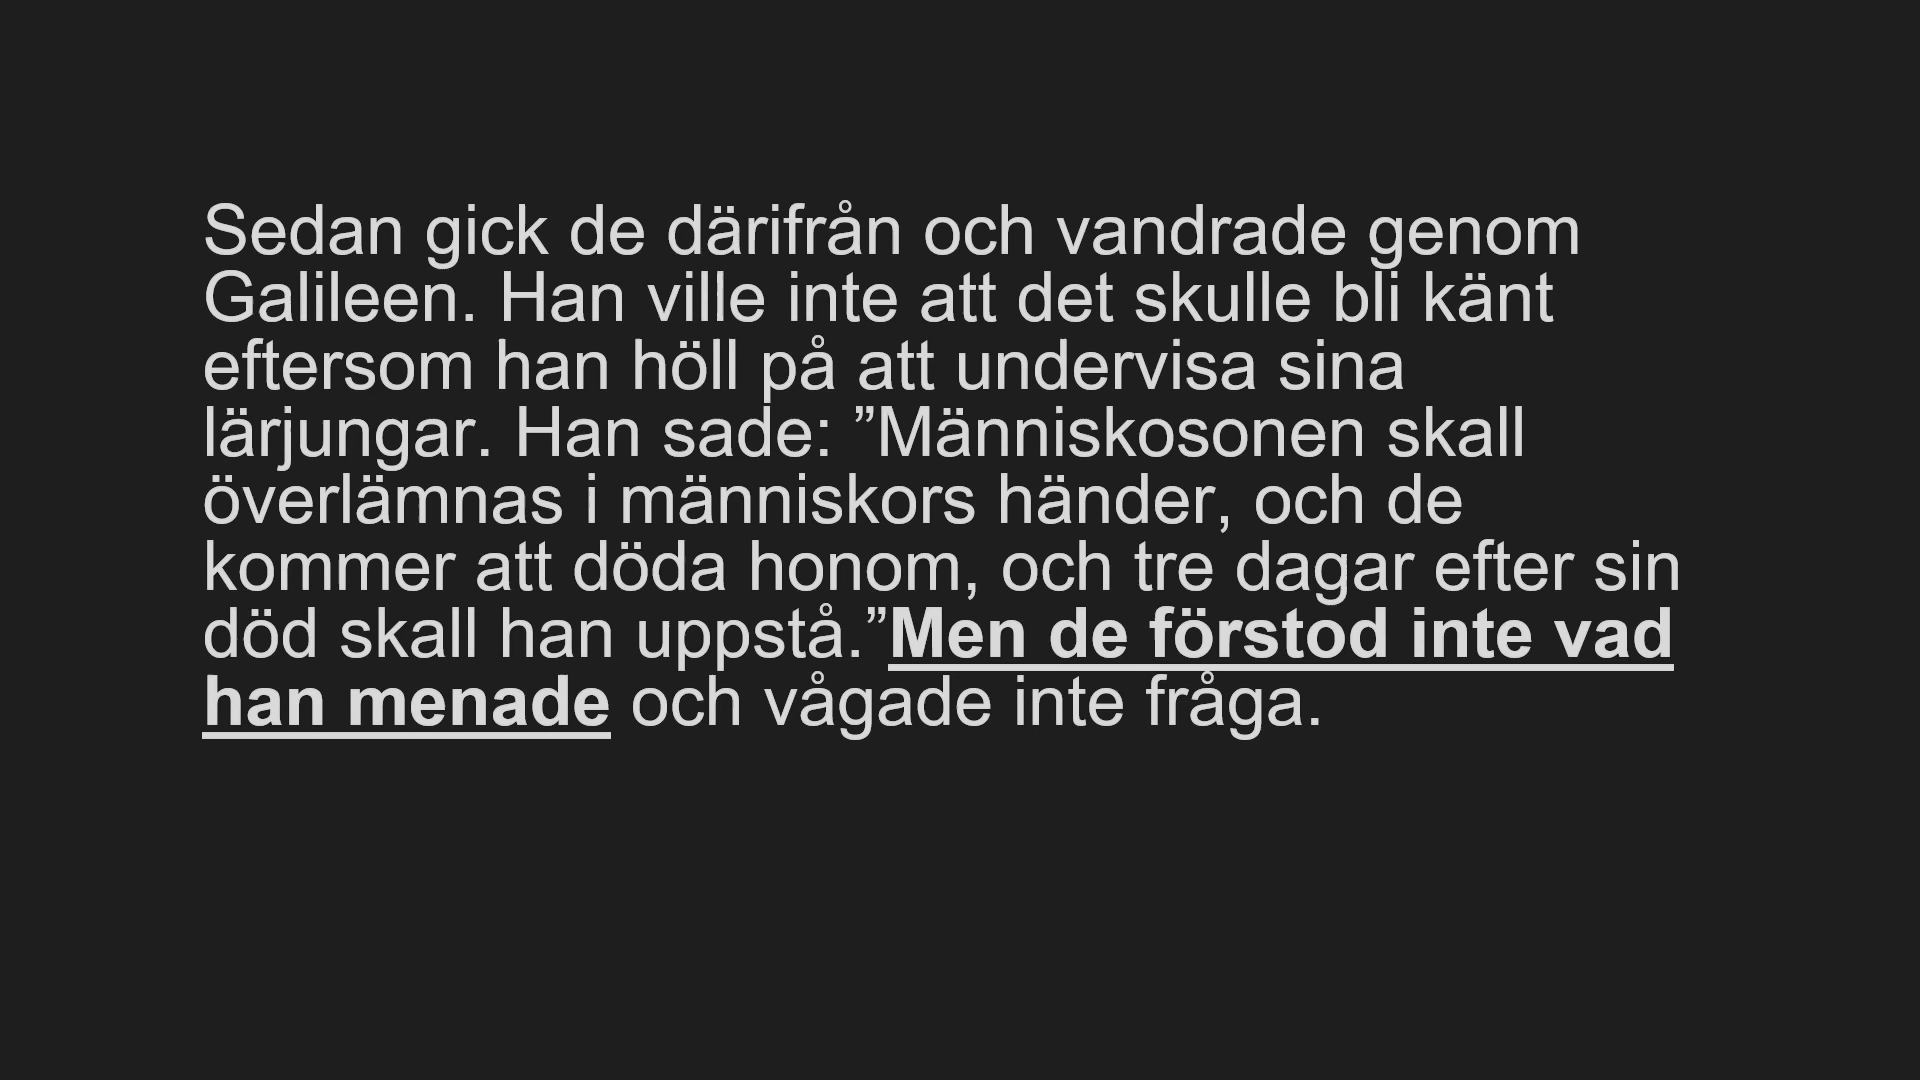 Sedan gick de därifrån och vandrade genom
Galileen. Han ville inte att det skulle bli känt
eftersom han höll på att undervisa sina
lärjungar. Han sade: ”Människosonen skall
överlämnas i människors händer, och de
kommer att döda honom, och tre dagar efter sin
död skall han uppstå.”Men de förstod inte vad
han menade och vågade inte fråga.